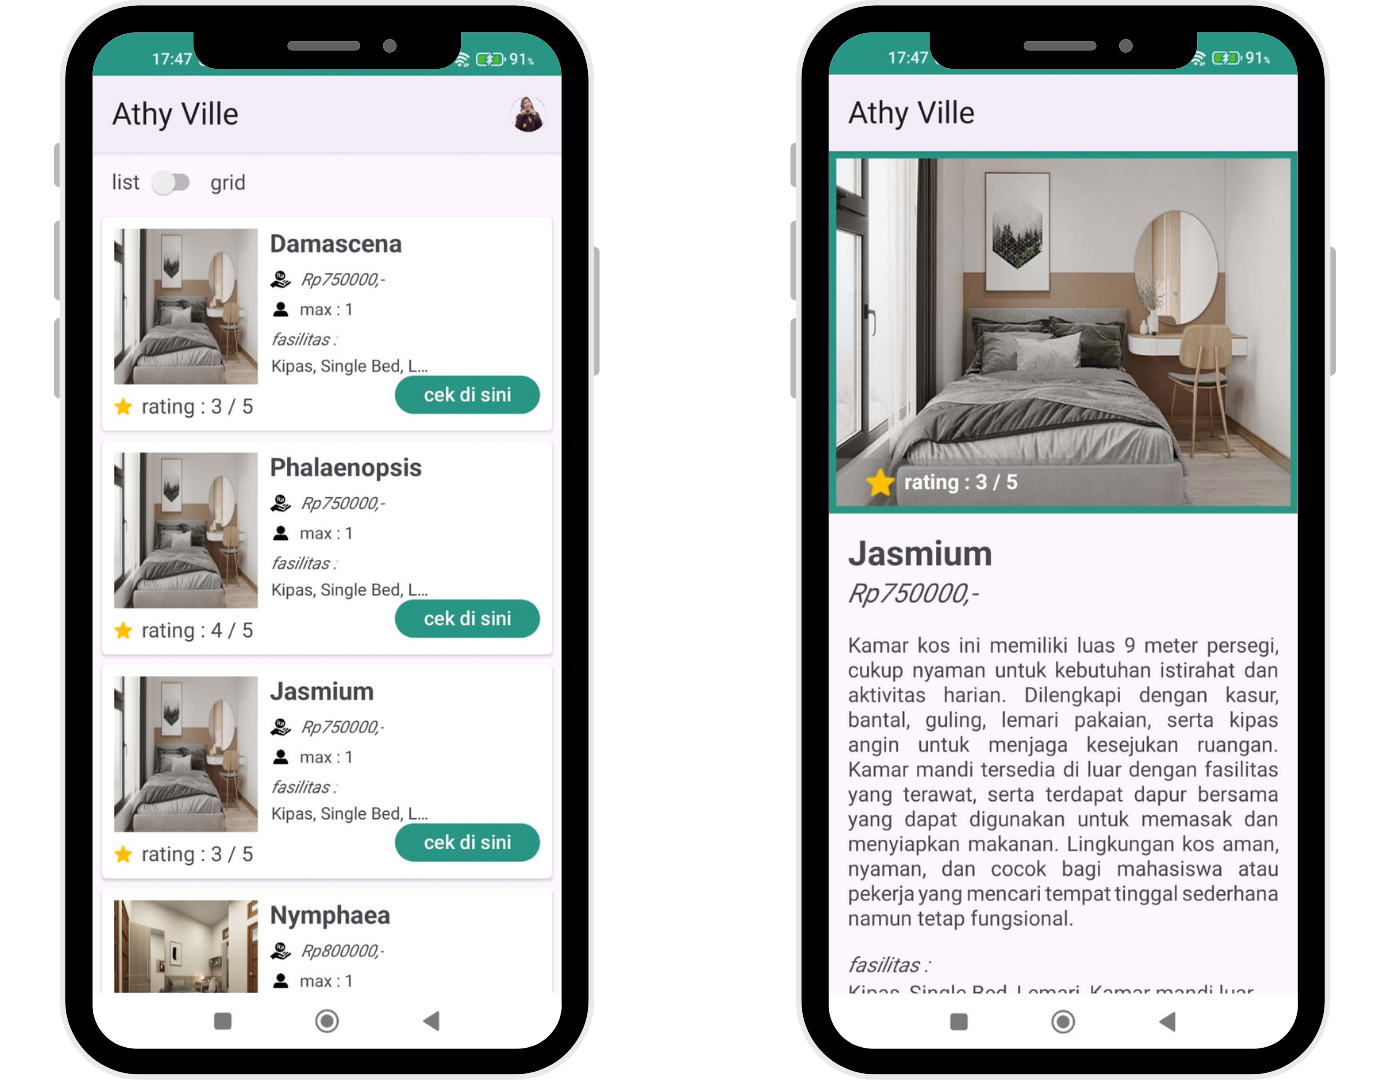 17:47
91%
Athy Ville
list
grid
Damascena
Rp750000,-
max : 1
fasilitas :
Kipas, Single Bed, L...
cek di sini
rating : 3 / 5
Phalaenopsis
Rp750000,-
max : 1
fasilitas :
Kipas, Single Bed, L...
cek di sini
rating : 4 / 5
Jasmium
Rp750000,-
max : 1
fasilitas :
Kipas, Single Bed, L...
cek di sini
rating : 3 / 5
Nymphaea
Rp800000,-
max : 1
17:47
91%
Athy Ville
rating : 3 / 5
Jasmium
Rp750000,-
Kamar kos ini memiliki luas 9 meter persegi,
cukup nyaman untuk kebutuhan istirahat dan
aktivitas harian. Dilengkapi dengan kasur,
bantal, guling, lemari pakaian, serta kipas
angin untuk menjaga kesejukan ruangan.
Kamar mandi tersedia di luar dengan fasilitas
yang terawat, serta terdapat dapur bersama
yang dapat digunakan untuk memasak dan
menyiapkan makanan. Lingkungan kos aman,
nyaman, dan cocok bagi mahasiswa atau
pekerja yang mencari tempat tinggal sederhana
namun tetap fungsional.
fasilitas :
Kipas, Single Bed, Lemari, Kamar mandi luar